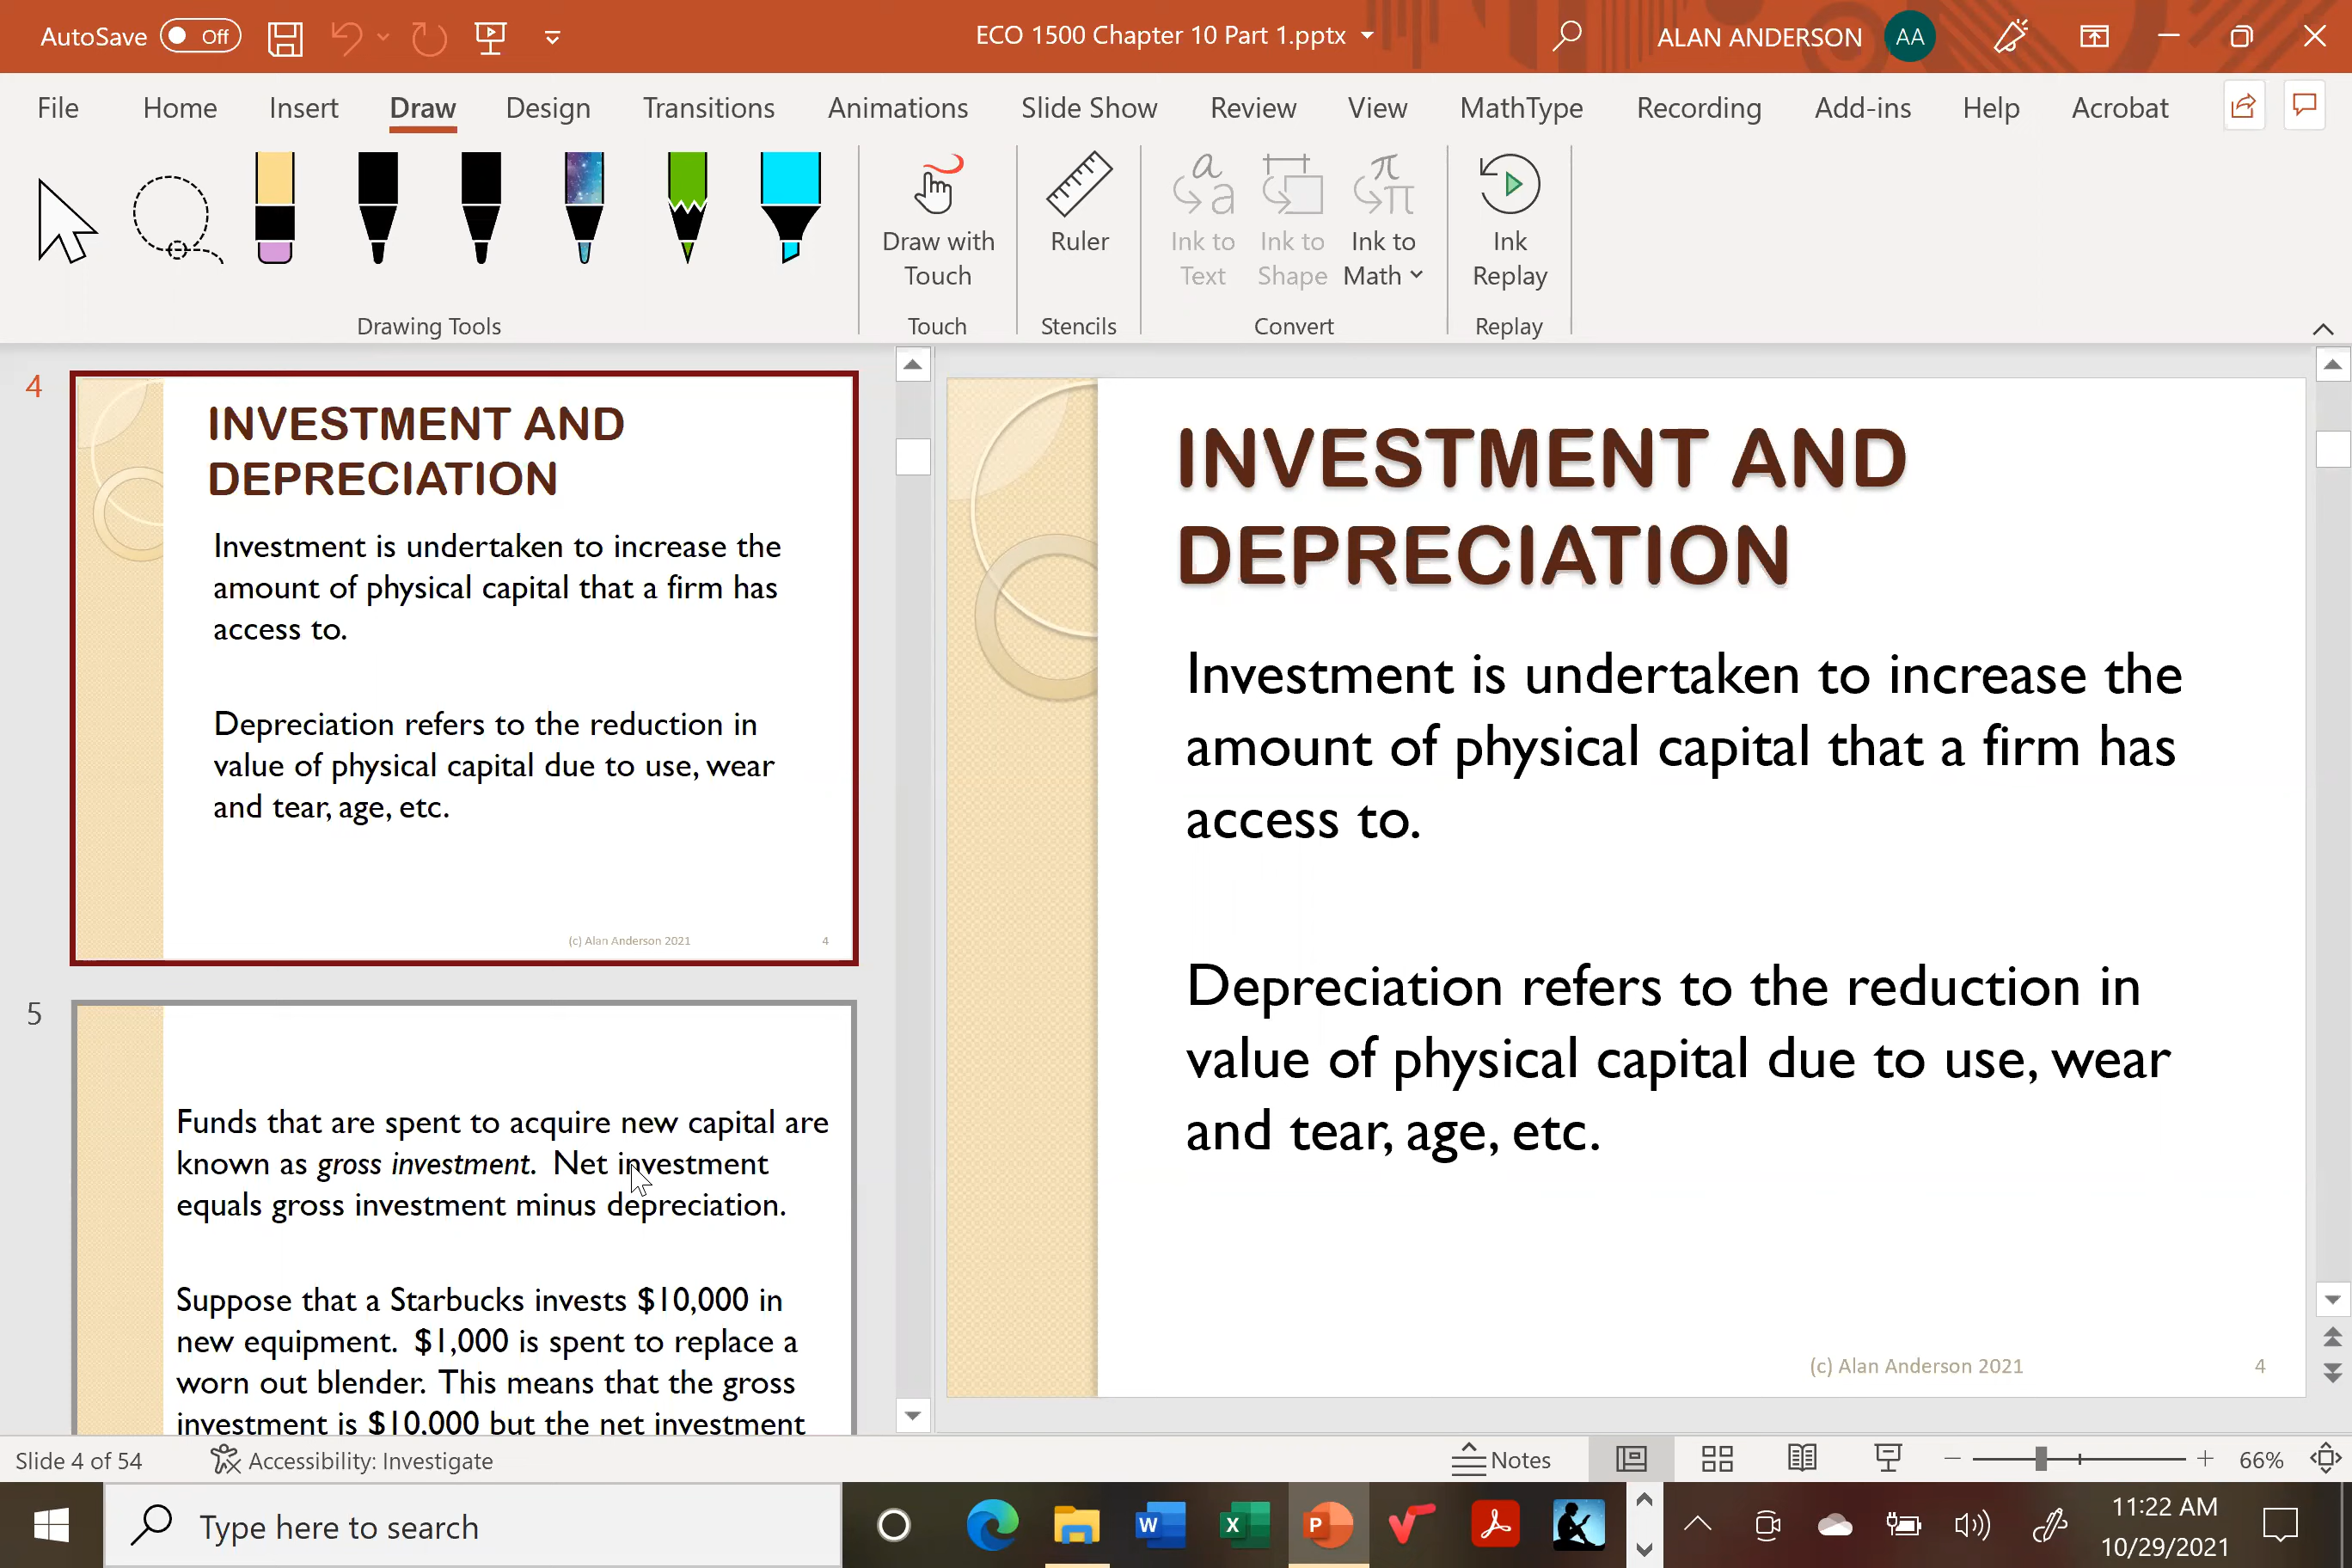 AutoSave Off
ECO 1500 Chapter 10 Part 1.pptx
ALAN ANDERSON AA
File Home Insert Draw Design Transitions Animations Slide Show Review View MathType Recording Add-ins Help Acrobat
Draw with
Touch
Ruler
Ink to
Text
Ink to
Shape
Ink to
Math
Ink
Replay
Drawing Tools
Touch
Stencils
Convert
Replay
4
INVESTMENT AND
DEPRECIATION
Investment is undertaken to increase the
amount of physical capital that a firm has
access to.
Depreciation refers to the reduction in
value of physical capital due to use, wear
and tear, age, etc.
(c) Alan Anderson 2021
4
5
Funds that are spent to acquire new capital are
known as gross investment.  Net investment
equals gross investment minus depreciation.
Suppose that a Starbucks invests $10,000 in
new equipment.  $1,000 is spent to replace a
worn out blender. This means that the gross
investment is $10,000 but the net investment
INVESTMENT AND
DEPRECIATION
Investment is undertaken to increase the
amount of physical capital that a firm has
access to.
Depreciation refers to the reduction in
value of physical capital due to use, wear
and tear, age, etc.
(c) Alan Anderson 2021
4
Slide 4 of 54
Accessibility: Investigate
Notes
66%
Type here to search
11:22 AM
10/29/2021